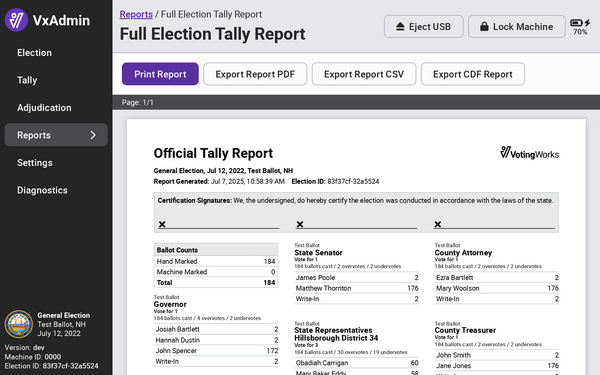 VxAdmin
Election
Tally
Adjudication
Reports
Settings
Diagnostics
General Election
Test Ballot, NH
July 12, 2022
Version: dev
Machine ID: 0000
Election ID: 83f37cf-32a5524
Reports / Full Election Tally Report
Full Election Tally Report
Eject USB
Lock Machine
70%
Print Report
Export Report PDF
Export Report CSV
Export CDF Report
Page: 1/1
Official Tally Report
VotingWorks
General Election, Jul 12, 2022, Test Ballot, NH
Report Generated: Jul 7, 2025, 10:58:39 AM Election ID: 83f37cf-32a5524
Certification Signatures: We, the undersigned, do hereby certify the election was conducted in accordance with the laws of the state.
x x x
Ballot Counts
Hand Marked 184
Machine Marked 0
Total 184
Test Ballot
Governor
Vote for 1
184 ballots cast / 4 overvotes / 2 undervotes
Josiah Bartlett 2
Hannah Dustin 2
John Spencer 172
Write-In 2
Test Ballot
State Senator
Vote for 1
184 ballots cast / 2 overvotes / 2 undervotes
James Poole 2
Matthew Thornton 176
Write-In 2
Test Ballot
State Representatives
Hillsborough District 34
Vote for 3
184 ballots cast / 30 overvotes / 19 undervotes
Obadiah Carrigan 60
Mary Baker Eddy 58
Test Ballot
County Attorney
Vote for 1
184 ballots cast / 2 overvotes / 2 undervotes
Ezra Bartlett 2
Mary Woolson 176
Write-In 2
Test Ballot
County Treasurer
Vote for 1
184 ballots cast / 2 overvotes / 2 undervotes
John Smith 2
Jane Jones 176